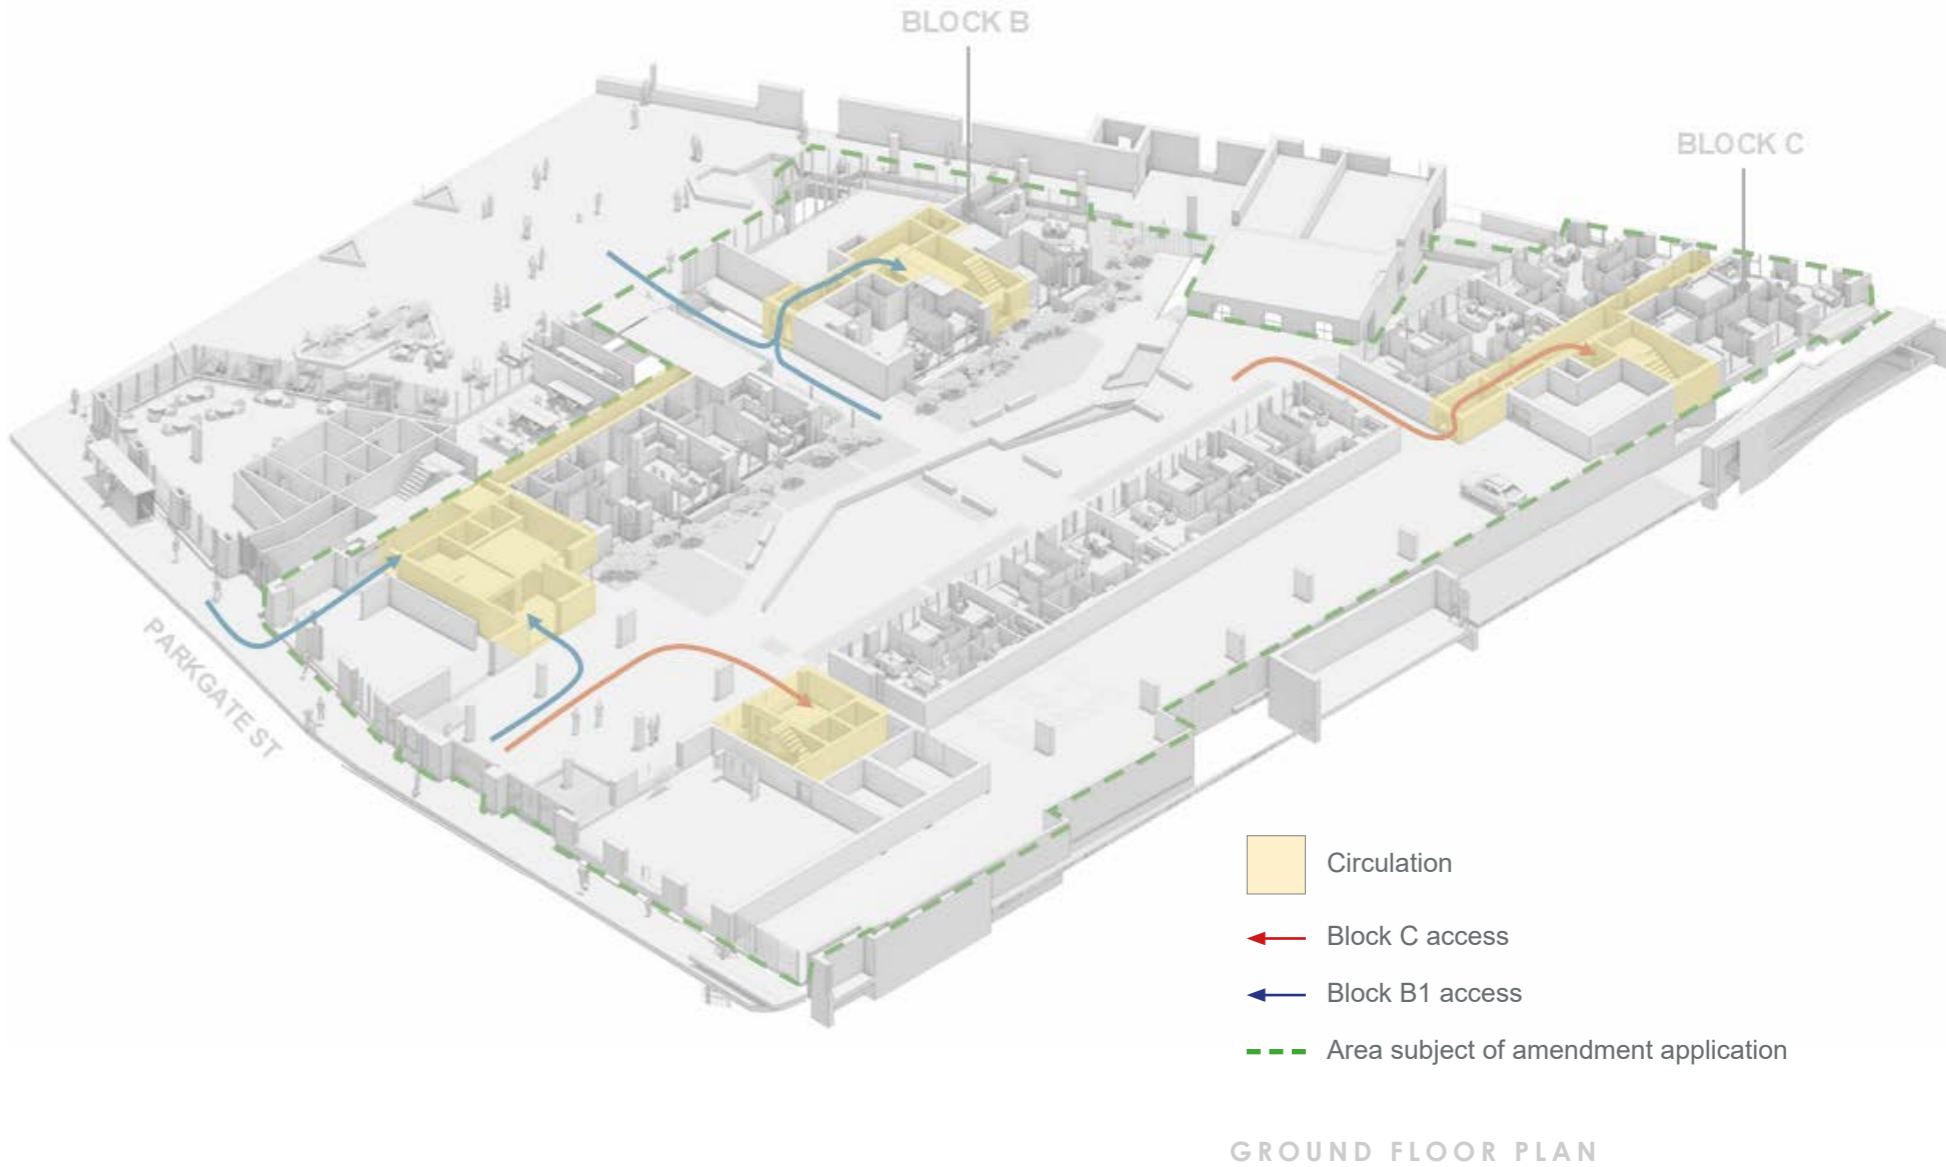 BLOCK B
BLOCK C
PARKGATE ST
Circulation
Block C access
Block B1 access
Area subject of amendment application
GROUND FLOOR PLAN